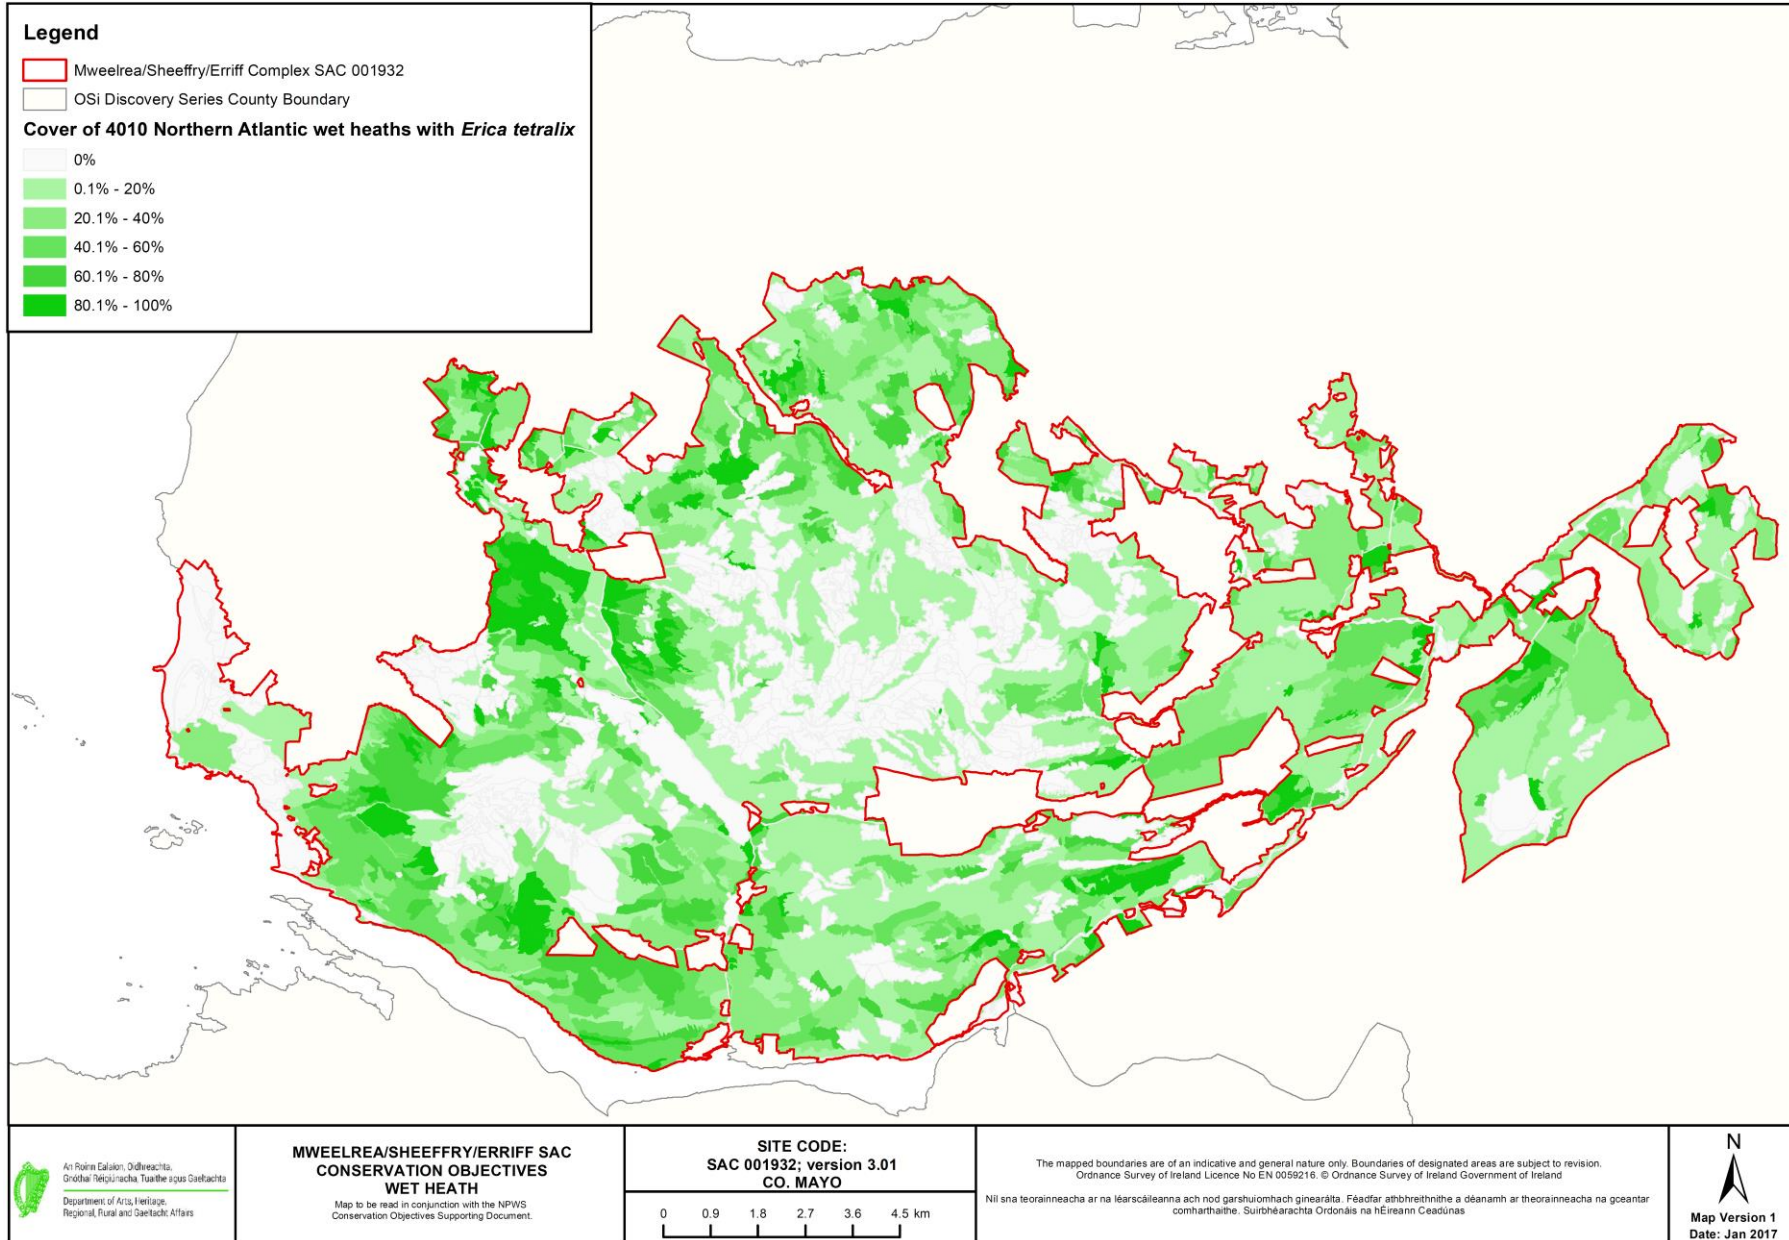 Legend
Mweelrea/Sheeffry/Erriff Complex SAC 001932
OSi Discovery Series County Boundary
Cover of 4010 Northern Atlantic wet heaths with Erica tetralix
0%
0.1% - 20%
20.1% - 40%
40.1% - 60%
60.1% - 80%
80.1% - 100%
An Roinn Ealaíon, Oidhreachta,
Gnóthaí Réigiúnacha, Tuaithe agus Gaeltachta
Department of Arts, Heritage,
Regional, Rural and Gaeltacht Affairs
MWEELREA/SHEEFFRY/ERRIFF SAC
CONSERVATION OBJECTIVES
WET HEATH
Map to be read in conjunction with the NPWS
Conservation Objectives Supporting Document.
SITE CODE:
SAC 001932; version 3.01
CO. MAYO
0 0.9 1.8 2.7 3.6 4.5 km
The mapped boundaries are of an indicative and general nature only. Boundaries of designated areas are subject to revision.
Ordnance Survey of Ireland Licence No EN 0059216. © Ordnance Survey of Ireland Government of Ireland
Níl sna teorainneacha ar na léarscáileanna ach nod garshuiomhach ginearálta. Féadfar athbhreithnithe a déanamh ar theorainneacha na gceantar
comharthaithe. Suirbhéarachta Ordonáis na hÉireann Ceadúnas
N
Map Version 1
Date: Jan 2017